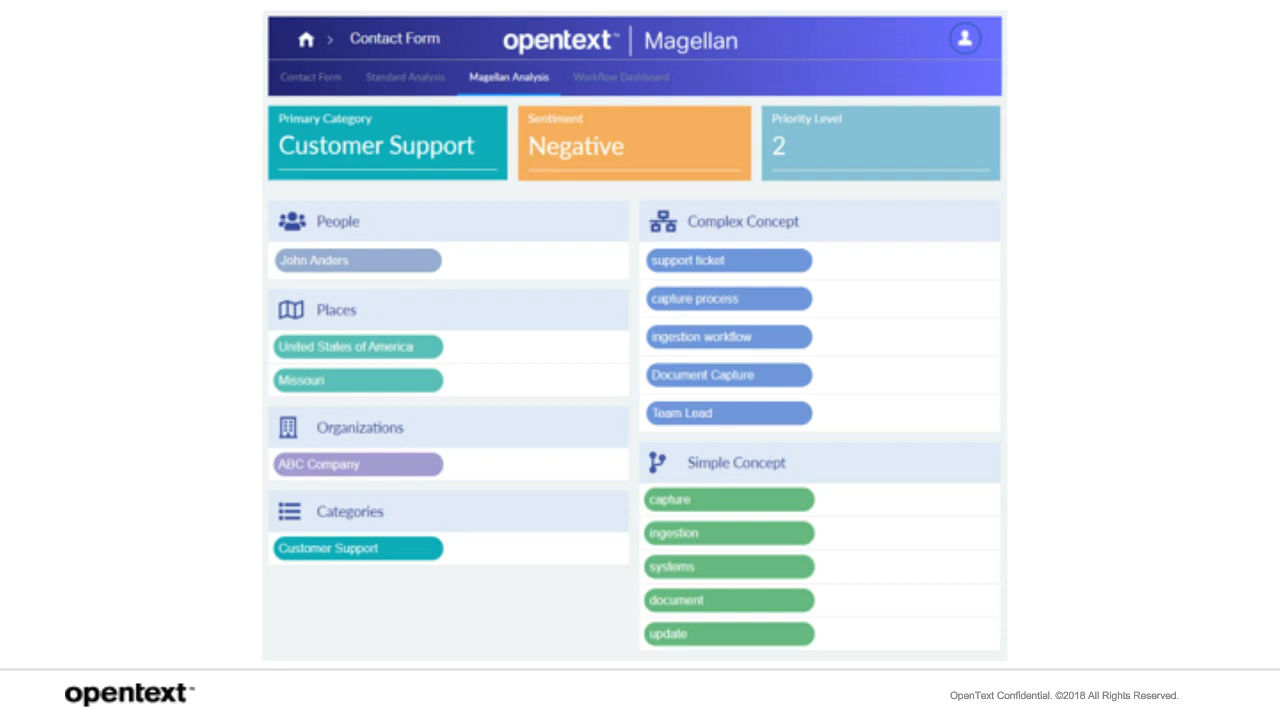 Contact Form
opentext™ | Magellan
Contact Form
Standard Analysis
Magellan Analysis
Workflow Dashboard
Primary Category
Customer Support
Sentiment
Negative
Priority Level
2
People
John Anders
Places
United States of America
Missouri
Organizations
ABC Company
Categories
Customer Support
Complex Concept
support ticket
capture process
ingestion workflow
Document Capture
Team Lead
Simple Concept
capture
ingestion
systems
document
update
opentext™
OpenText Confidential. ©2018 All Rights Reserved.